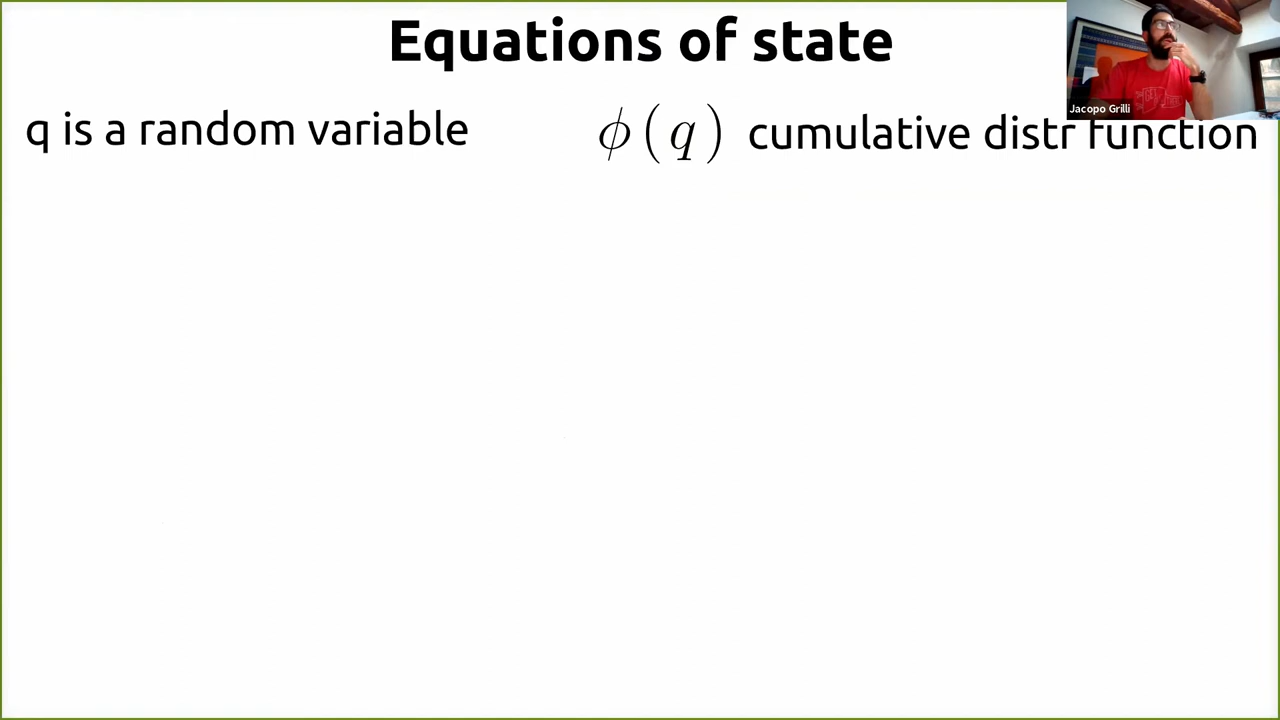 Equations of state
Jacopo Grilli
q is a random variable
ϕ(q) cumulative distr function